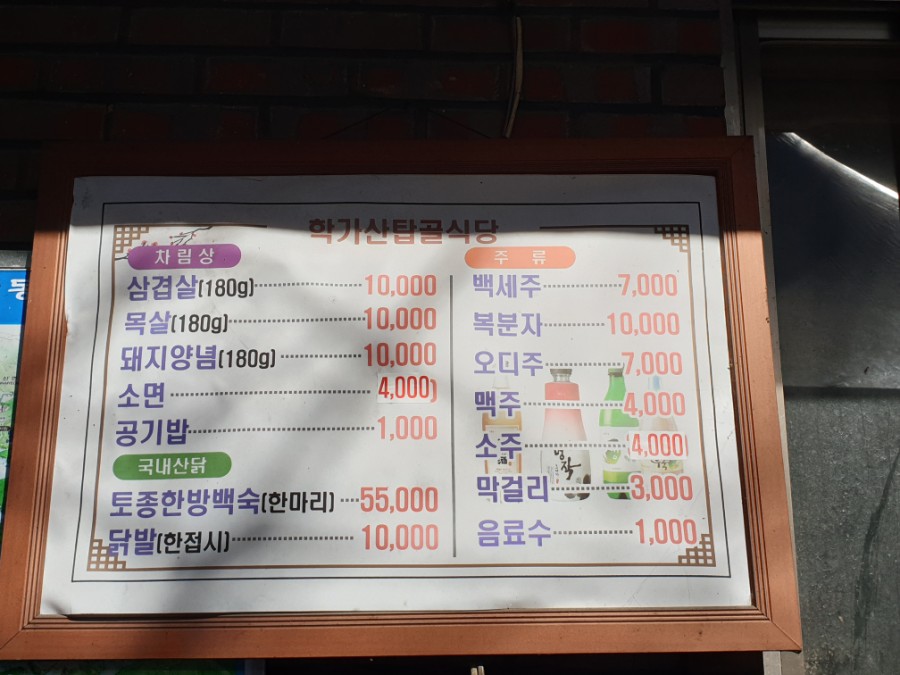 학가산탑골식당
차림상
삼겹살(180g) 10,000
목살(180g) 10,000
돼지양념(180g) 10,000
소면 4,000
공기밥 1,000
국내산닭
토종한방백숙(한마리) 55,000
닭발(한접시) 10,000
주 류
백세주 7,000
복분자 10,000
오디주 7,000
맥주 4,000
소주 4,000
막걸리 3,000
음료수 1,000